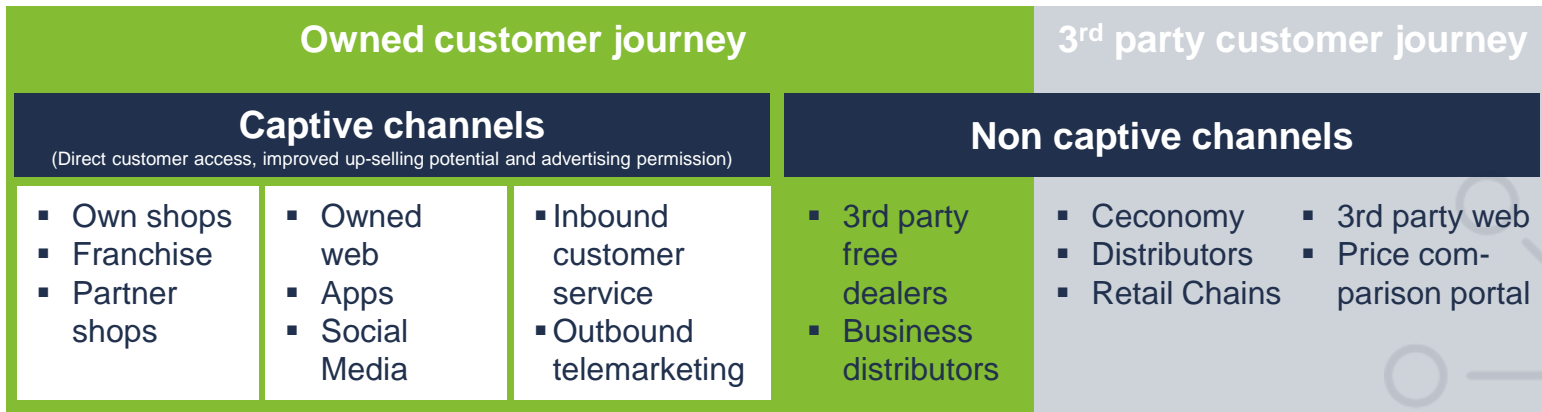 Owned customer journey
3rd party customer journey
Captive channels
(Direct customer access, improved up-selling potential and advertising permission)
Non captive channels
▪ Own shops
▪ Franchise
▪ Partner
shops
▪ Owned
web
▪ Apps
▪ Social
Media
▪ Inbound
customer
service
▪ Outbound
telemarketing
▪ 3rd party
free
dealers
▪ Business
distributors
▪ Ceconomy
▪ Distributors
▪ Retail Chains
▪ 3rd party web
▪ Price com-
parison portal